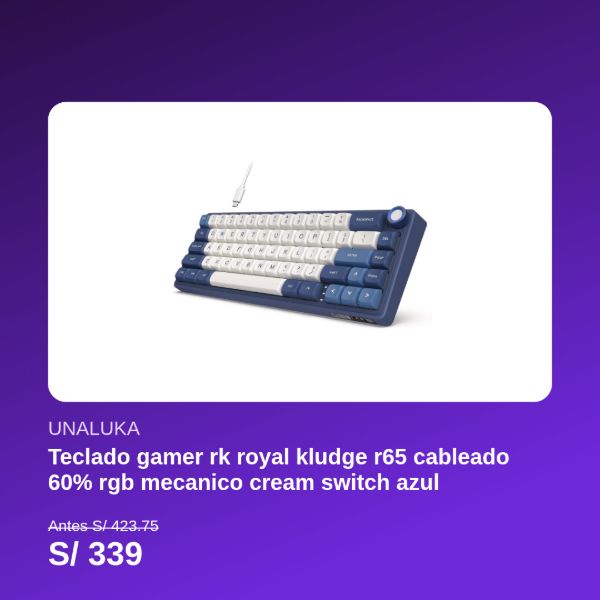 UNALUKA
Teclado gamer rk royal kludge r65 cableado
60% rgb mecanico cream switch azul
Antes S/ 423.75
S/ 339